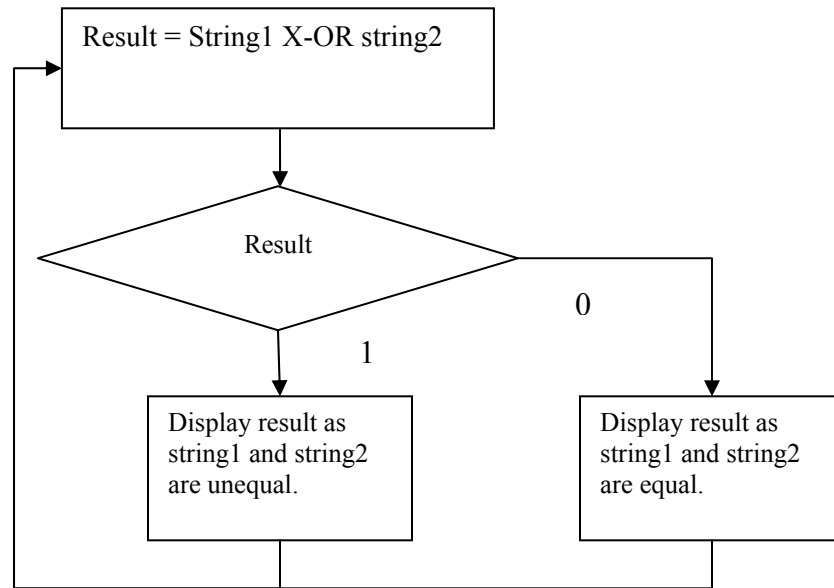 Result = String1 X-OR string2
Result
0
1
Display result as
string1 and string2
are unequal.
Display result as
string1 and string2
are equal.